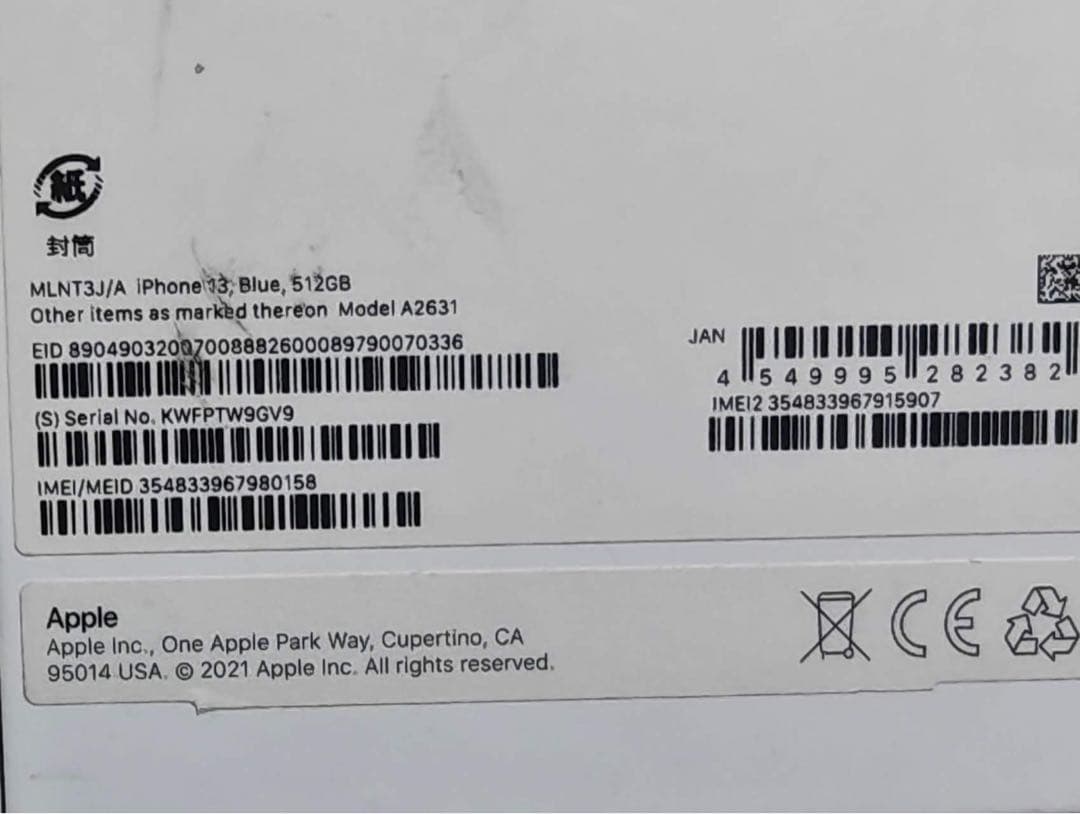 紙
封筒
MLNT3J/A iPhone 13, Blue, 512GB
Other items as marked thereon Model A2631
EID 89049032007008882600089790070336
(S) Serial No. KWFPTW9GV9
IMEI/MEID 354833967980158
JAN
4 549995 282382
IMEI2 354833967915907
Apple
Apple Inc., One Apple Park Way, Cupertino, CA
95014 USA. © 2021 Apple Inc. All rights reserved.
CE